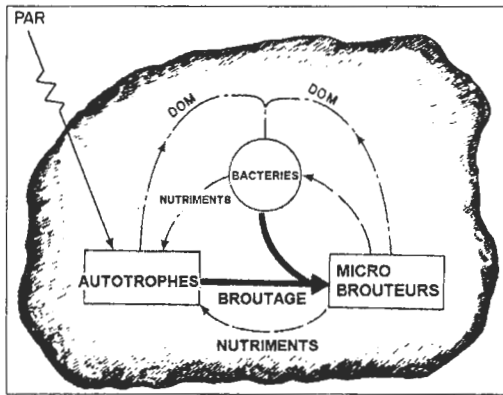 PAR
DOM
DOM
BACTERIES
NUTRIMENTS
AUTOTROPHES
BROUTAGE
MICRO
BROUTEURS
NUTRIMENTS